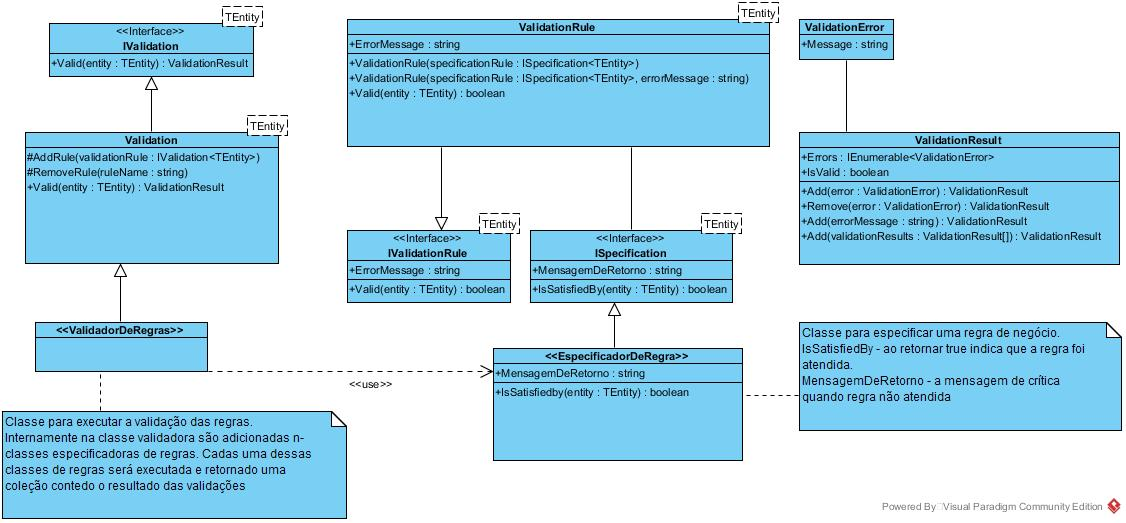 TEntity
<<Interface>>
IValidation
+Valid(entity : TEntity) : ValidationResult
TEntity
Validation
#AddRule(validationRule : IValidation<TEntity>)
#RemoveRule(ruleName : string)
+Valid(entity : TEntity) : ValidationResult
<<ValidadorDeRegras>>
Classe para executar a validação das regras.
Internamente na classe validadora são adicionadas n-
classes especificadoras de regras. Cadas uma dessas
classes de regras será executada e retornado uma
coleção contedo o resultado das validações
TEntity
ValidationRule
+ErrorMessage : string
+ValidationRule(specificationRule : ISpecification<TEntity>)
+ValidationRule(specificationRule : ISpecification<TEntity>, errorMessage : string)
+Valid(entity : TEntity) : boolean
TEntity
<<Interface>>
IValidationRule
+ErrorMessage : string
+Valid(entity : TEntity) : boolean
TEntity
<<Interface>>
ISpecification
+MensagemDeRetorno : string
+IsSatisfiedBy(entity : TEntity) : boolean
<<use>>
<<EspecificadorDeRegra>>
+MensagemDeRetorno : string
+IsSatisfiedby(entity : TEntity) : boolean
ValidationError
+Message : string
ValidationResult
+Errors : IEnumerable<ValidationError>
+IsValid : boolean
+Add(error : ValidationError) : ValidationResult
+Remove(error : ValidationError) : ValidationResult
+Add(errorMessage : string) : ValidationResult
+Add(validationResults : ValidationResult[]) : ValidationResult
Classe para especificar uma regra de negócio.
IsSatisfiedBy - ao retornar true indica que a regra foi
atendida.
MensagemDeRetorno - a mensagem de crítica
quando regra não atendida
Powered By Visual Paradigm Community Edition